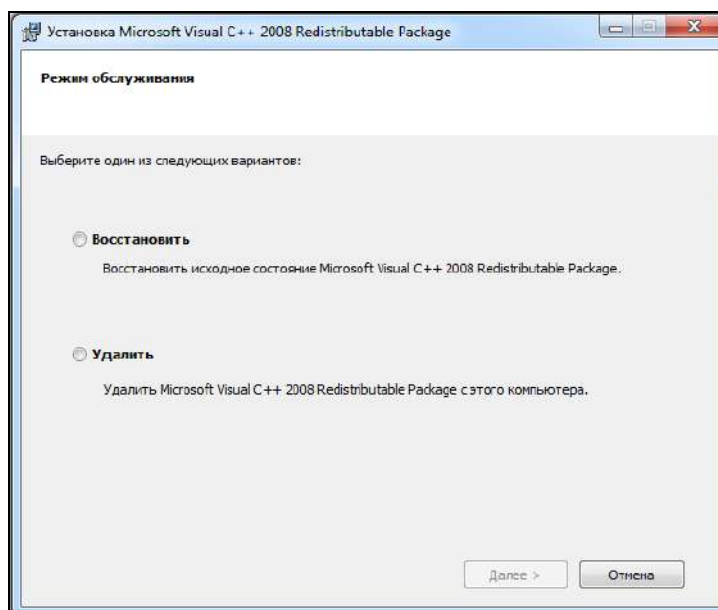 Установка Microsoft Visual C++ 2008 Redistributable Package
Режим обслуживания
Выберите один из следующих вариантов:
Восстановить
Восстановить исходное состояние Microsoft Visual C++ 2008 Redistributable Package.
Удалить
Удалить Microsoft Visual C++ 2008 Redistributable Package с этого компьютера.
Далее > Отмена